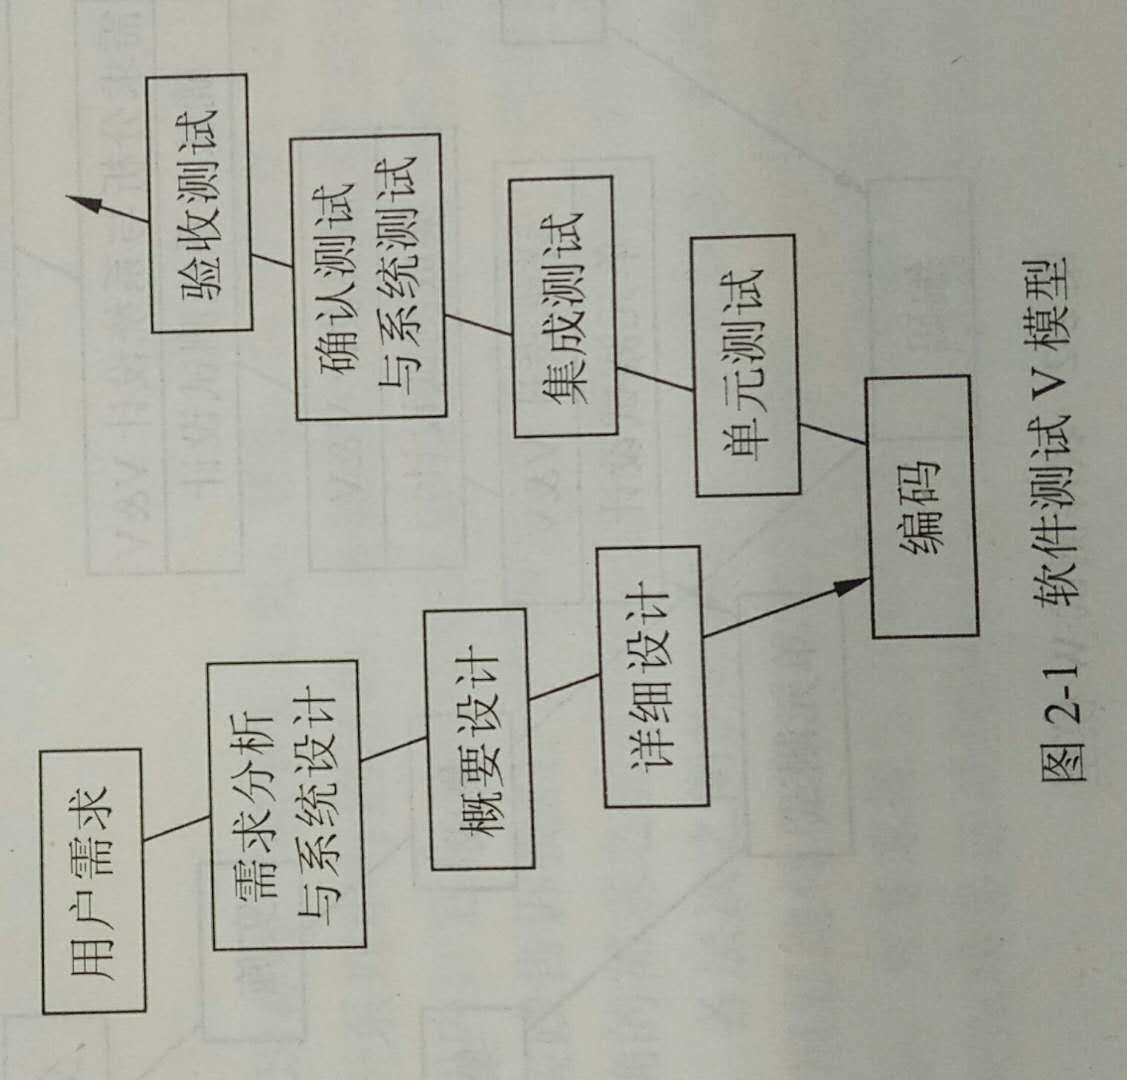 用户需求
需求分析
与系统设计
概要设计
详细设计
编码
单元测试
集成测试
确认测试
与系统测试
验收测试
图 2-1 软件测试 V 模型